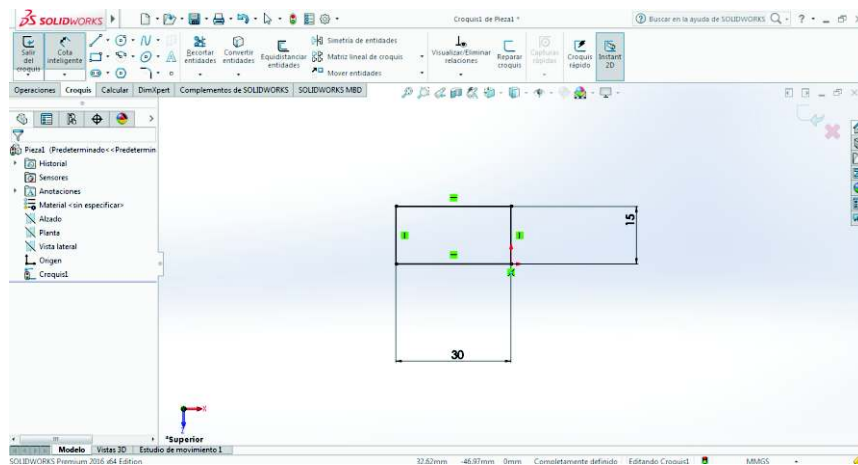 SOLIDWORKS
Croquis1 de Pieza1 *
Buscar en la ayuda de SOLIDWORKS
Salir del croquis
Cota inteligente
Recortar entidades
Convertir entidades
Equidistanciar entidades
Simetría de entidades
Matriz lineal de croquis
Mover entidades
Visualizar/Eliminar relaciones
Reparar croquis
Capturas rápidas
Croquis rápido
Instant 2D
Operaciones Croquis Calcular DimXpert Complementos de SOLIDWORKS SOLIDWORKS MBD
Pieza1 (Predeterminado<<Predetermin
Historial
Sensores
Anotaciones
Material <sin especificar>
Alzado
Planta
Vista lateral
Origen
Croquis1
15
30
X
Z
*Superior
Modelo Vistas 3D Estudio de movimiento 1
SOLIDWORKS Premium 2016 x64 Edition
32.62mm -46.97mm 0mm Completamente definido Editando Croquis1 MMGS